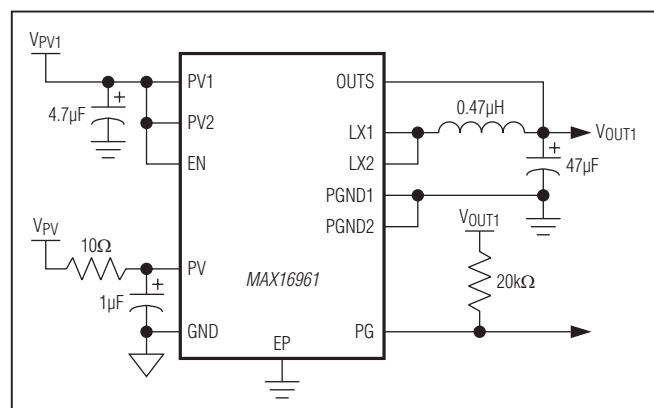 VPV1
4.7µF
+
PV1
PV2
EN
VPV
10Ω
1µF
+
PV
GND
MAX16961
EP
OUTS
LX1
LX2
PGND1
PGND2
PG
0.47µH
VOUT1
+
47µF
VOUT1
20kΩ